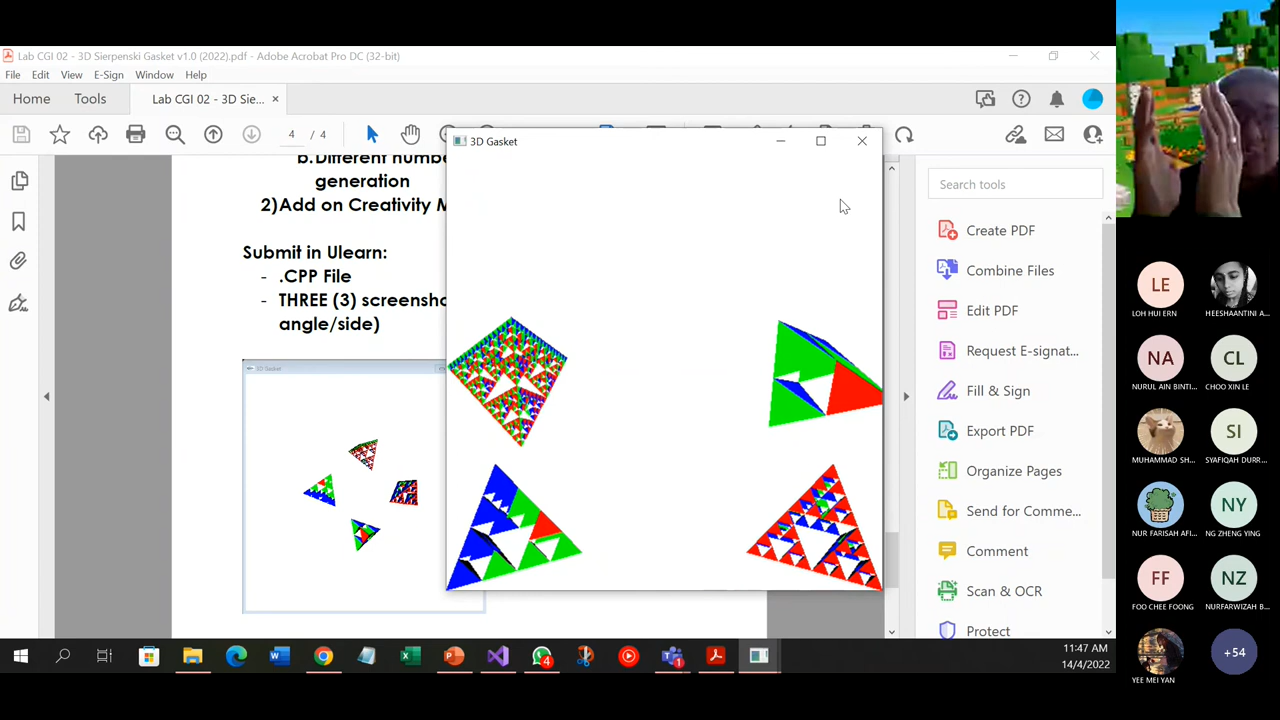 Lab CGI 02 - 3D Sierpenski Gasket v1.0 (2022).pdf - Adobe Acrobat Pro DC (32-bit)
File Edit View E-Sign Window Help
Home Tools Lab CGI 02 - 3D Sie... ×
4 / 4
3D Gasket
b.Different numbe
generation
2)Add on Creativity M
Submit in Ulearn:
- .CPP File
- THREE (3) screensho
angle/side)
3D Gasket
Search tools
Create PDF
Combine Files
Edit PDF
Request E-signat...
Fill & Sign
Export PDF
Organize Pages
Send for Comme...
Comment
Scan & OCR
Protect
LE
LOH HUI ERN
HEESHAANTINI A...
NA
NURUL AIN BINTI...
CL
CHOO XIN LE
MUHAMMAD SH...
SI
SYAFIQAH DURR...
NUR FARISAH AFI...
NY
NG ZHENG YING
FF
FOO CHEE FOONG
NZ
NURFARWIZAH B...
YEE MEI YAN
+54
4
1
11:47 AM
14/4/2022